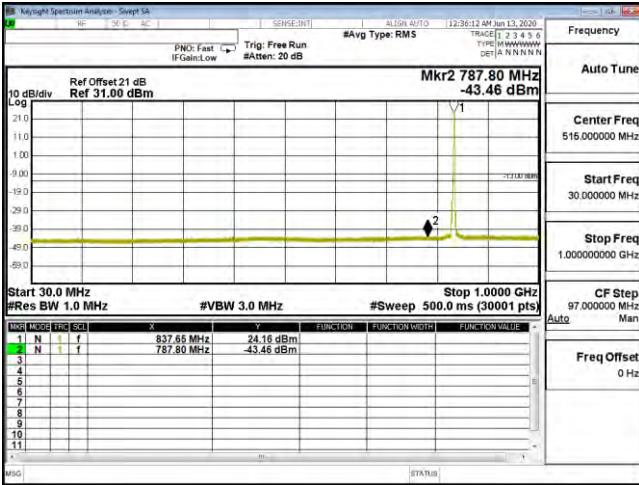 Keysight Spectrum Analyzer - Swept SA
RF 50 Ω AC SENSE:INT ALIGN AUTO 12:36:12 AM Jun 13, 2020
#Avg Type: RMS TRACE 1 2 3 4 5 6
PNO: Fast Trig: Free Run TYPE MWWWWW
IFGain:Low #Atten: 20 dB DET A NNNNN
Ref Offset 21 dB Mkr2 787.80 MHz
10 dB/div Ref 31.00 dBm -43.46 dBm
Log
1
21.0
11.0
1.00
-9.00
-13.00 dBm
-19.0
-29.0
2
-39.0
-49.0
-59.0
Start 30.0 MHz Stop 1.0000 GHz
#Res BW 1.0 MHz #VBW 3.0 MHz #Sweep 500.0 ms (30001 pts)
MKR MODE TRC SCL X Y FUNCTION FUNCTION WIDTH FUNCTION VALUE
1 N 1 f 837.65 MHz 24.16 dBm
2 N 1 f 787.80 MHz -43.46 dBm
3
4
5
6
7
8
9
10
11
MSG STATUS
Frequency
Auto Tune
Center Freq
515.000000 MHz
Start Freq
30.000000 MHz
Stop Freq
1.000000000 GHz
CF Step
97.000000 MHz
Auto Man
Freq Offset
0 Hz